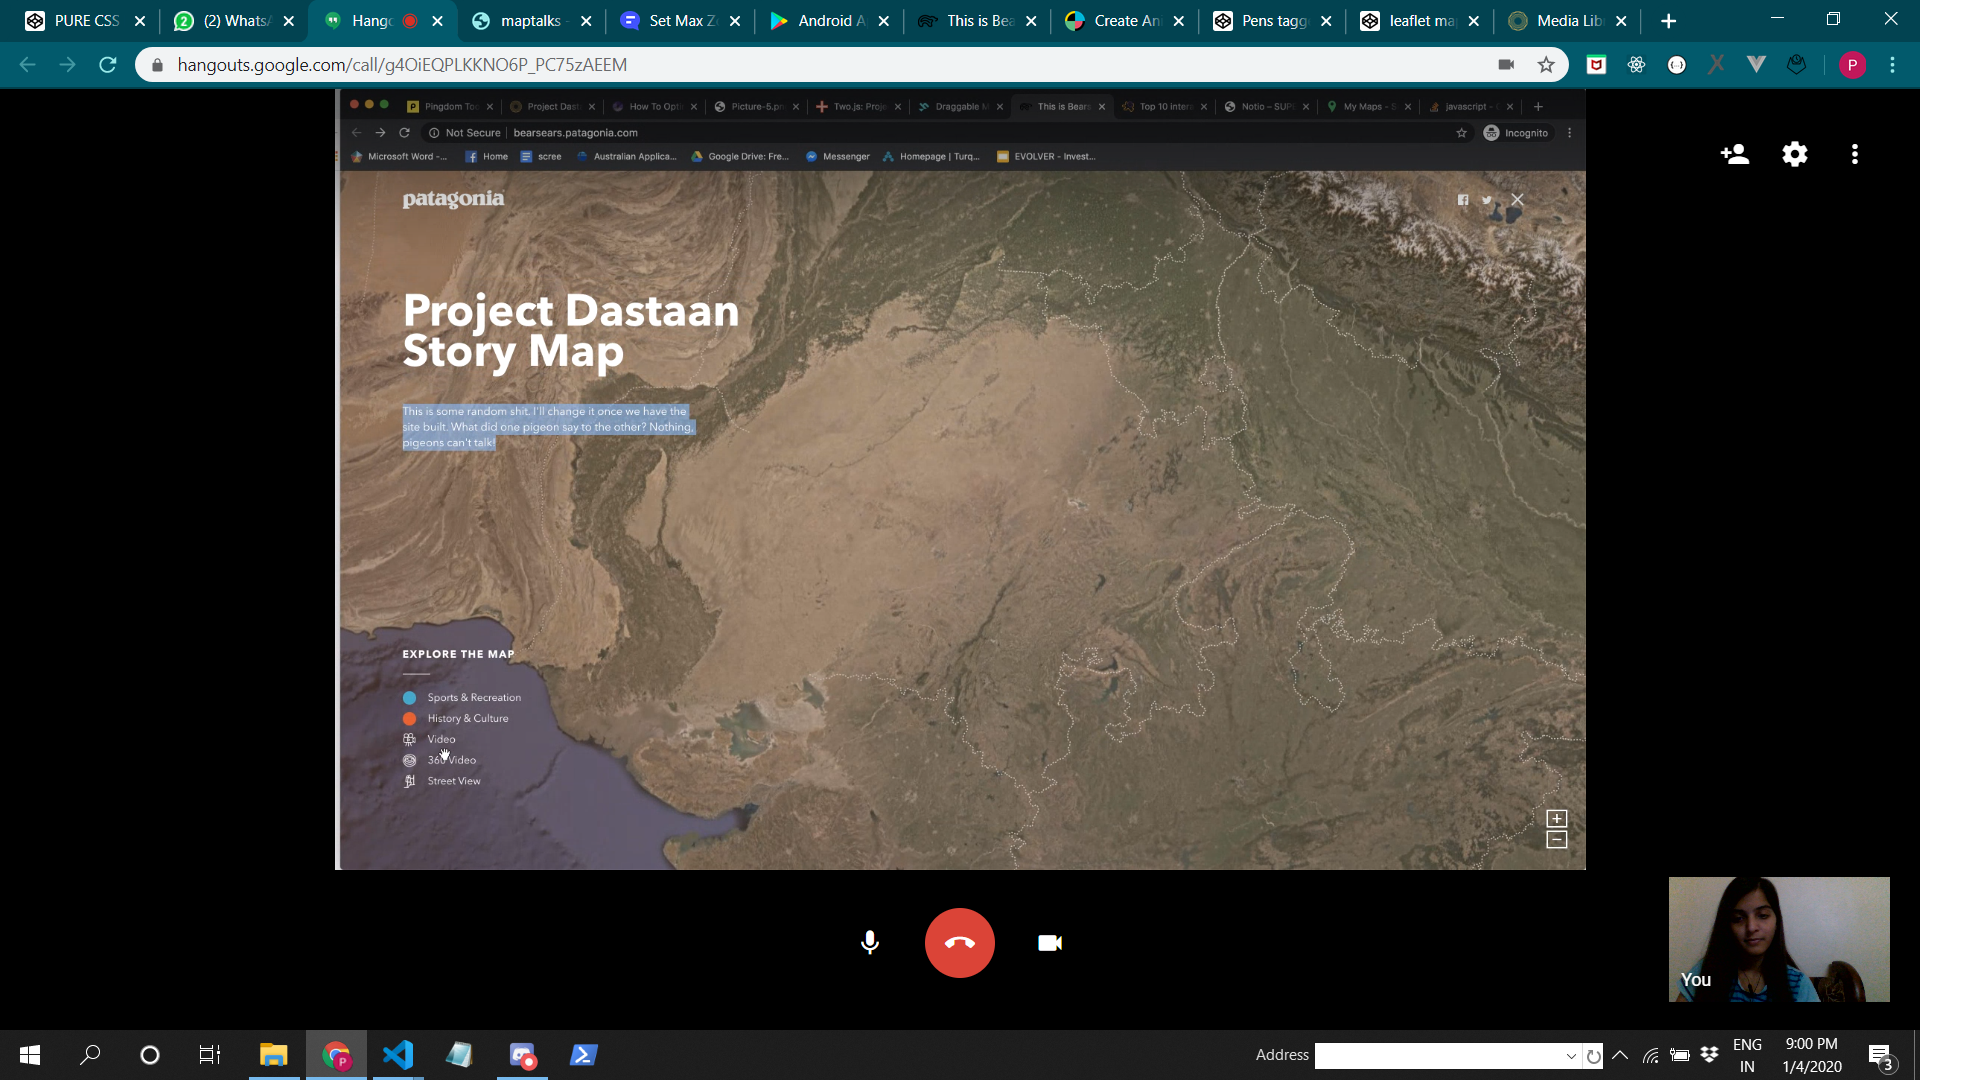 PURE CSS
(2) WhatsA
Hang
maptalks -
Set Max Z
Android A
This is Bea
Create Ani
Pens tagg
leaflet ma
Media Lib
hangouts.google.com/call/g4OiEQPLKKNO6P_PC75zAEEM
P
Pingdom Too
Project Dast
How To Opti
Picture-5.pn
Two.js: Proje
Draggable M
This is Bears
Top 10 inter
Notio – SUP
My Maps -
javascript -
Not Secure
bearsears.patagonia.com
Incognito
Microsoft Word -...
Home
scree
Australian Applica...
Google Drive: Fre...
Messenger
Homepage | Turq...
EVOLVER - Invest...
patagonia
Project Dastaan
Story Map
This is some random shit. I'll change it once we have the
site built. What did one pigeon say to the other? Nothing,
pigeons can't talk!
EXPLORE THE MAP
Sports & Recreation
History & Culture
Video
360 Video
Street View
You
Address
ENG
IN
9:00 PM
1/4/2020
3